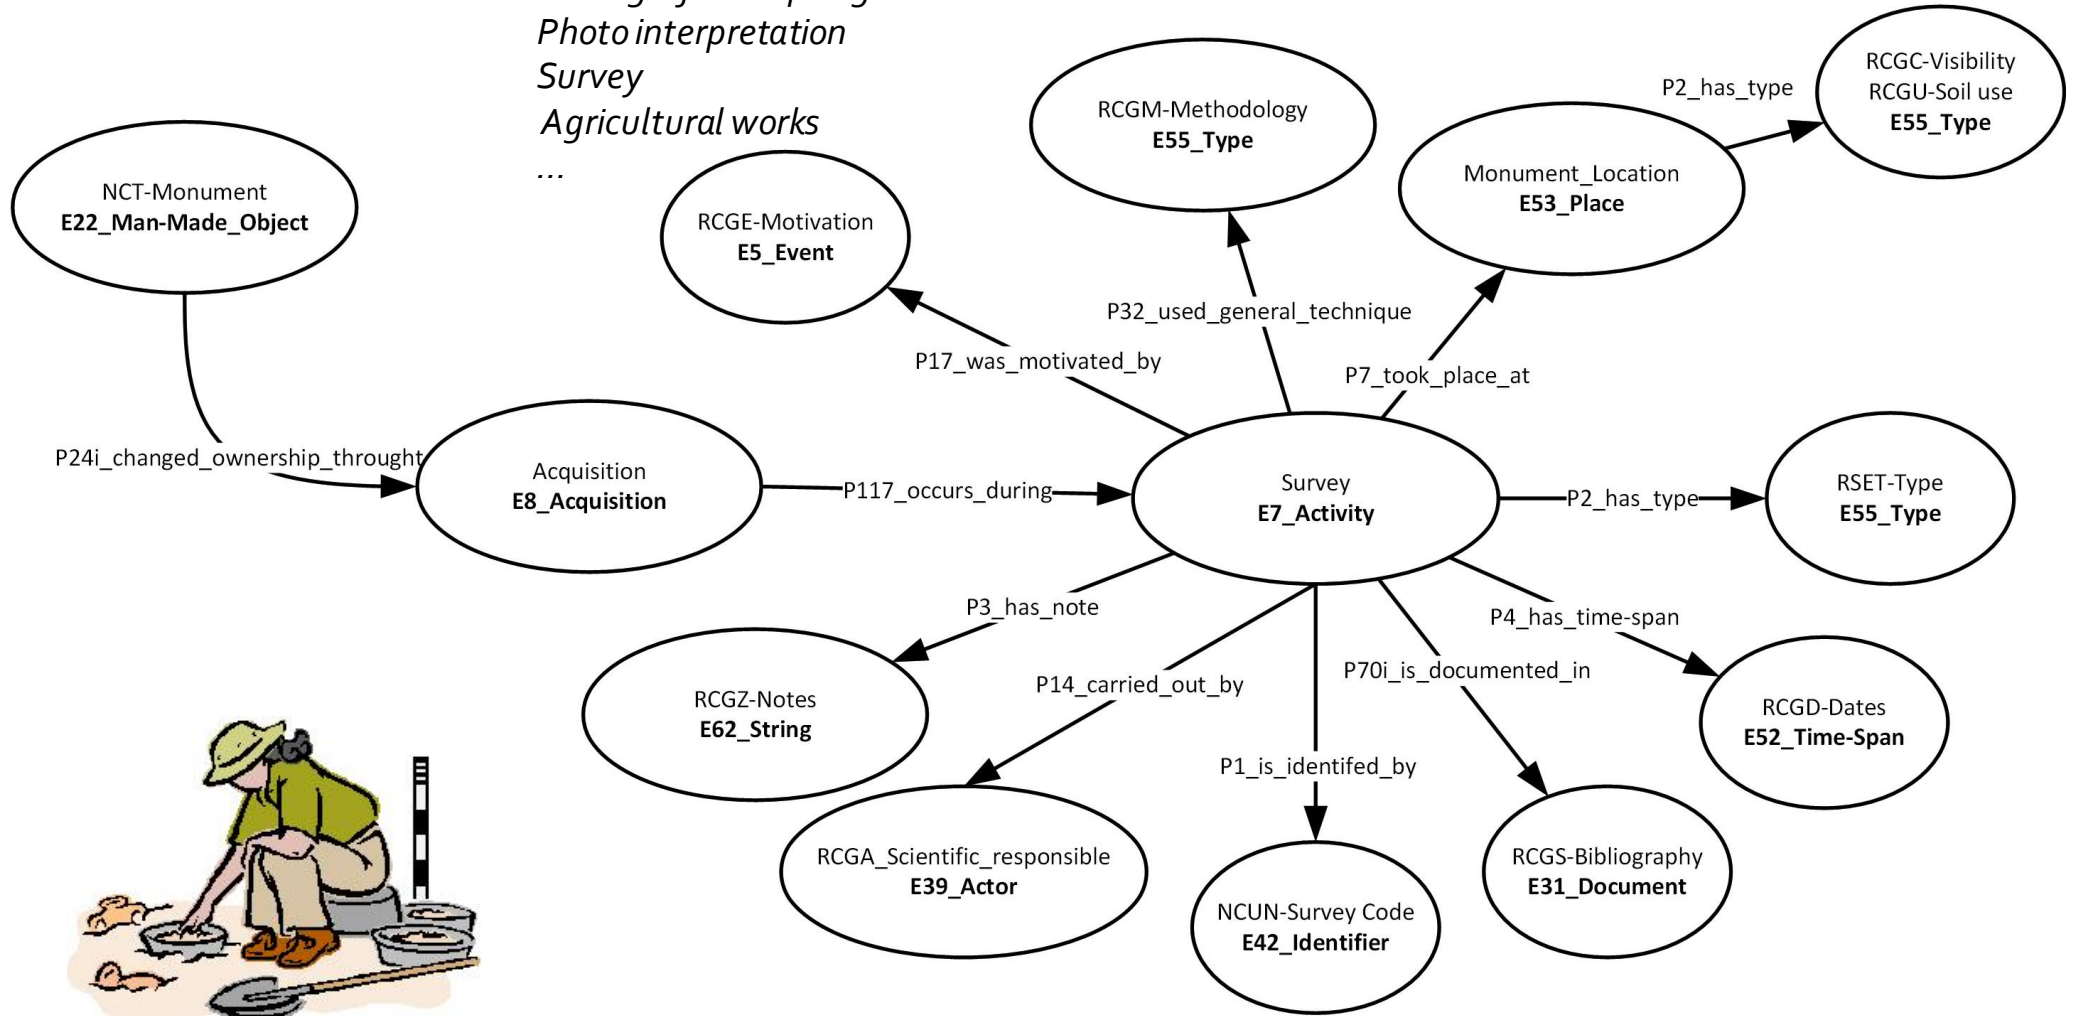 Photo interpretation
Survey
Agricultural works
...
RCGC-Visibility
RCGU-Soil use
E55_Type
P2_has_type
RCGM-Methodology
E55_Type
Monument_Location
E53_Place
NCT-Monument
E22_Man-Made_Object
RCGE-Motivation
E5_Event
P32_used_general_technique
P17_was_motivated_by
P7_took_place_at
P24i_changed_ownership_throught
Acquisition
E8_Acquisition
P117_occurs_during
Survey
E7_Activity
P2_has_type
RSET-Type
E55_Type
P3_has_note
P4_has_time-span
P14_carried_out_by
P70i_is_documented_in
RCGZ-Notes
E62_String
RCGD-Dates
E52_Time-Span
P1_is_identifed_by
RCGA_Scientific_responsible
E39_Actor
RCGS-Bibliography
E31_Document
NCUN-Survey Code
E42_Identifier